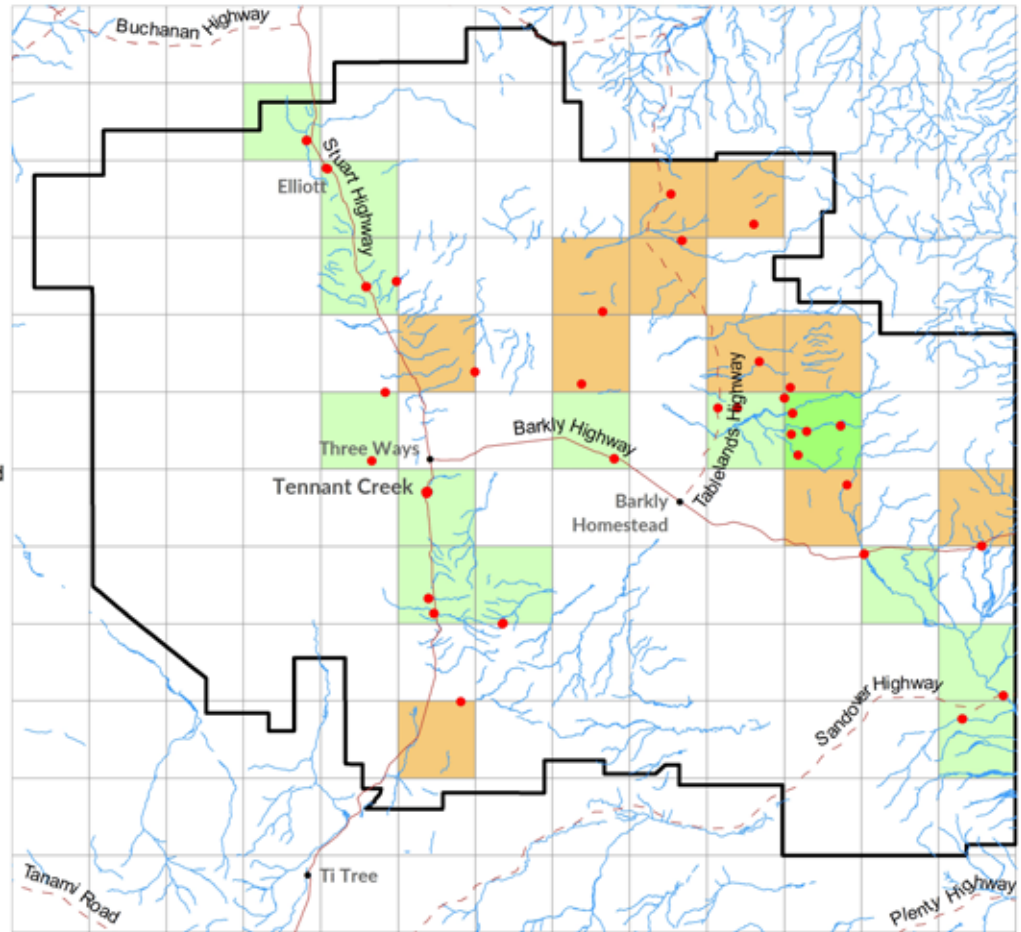 Buchanan Highway
Stuart Highway
Elliott
Tablelands Highway
Barkly Highway
Three Ways
Tennant Creek
Barkly
Homestead
Sandover Highway
Ti Tree
Tanami Road
Plenty Highway